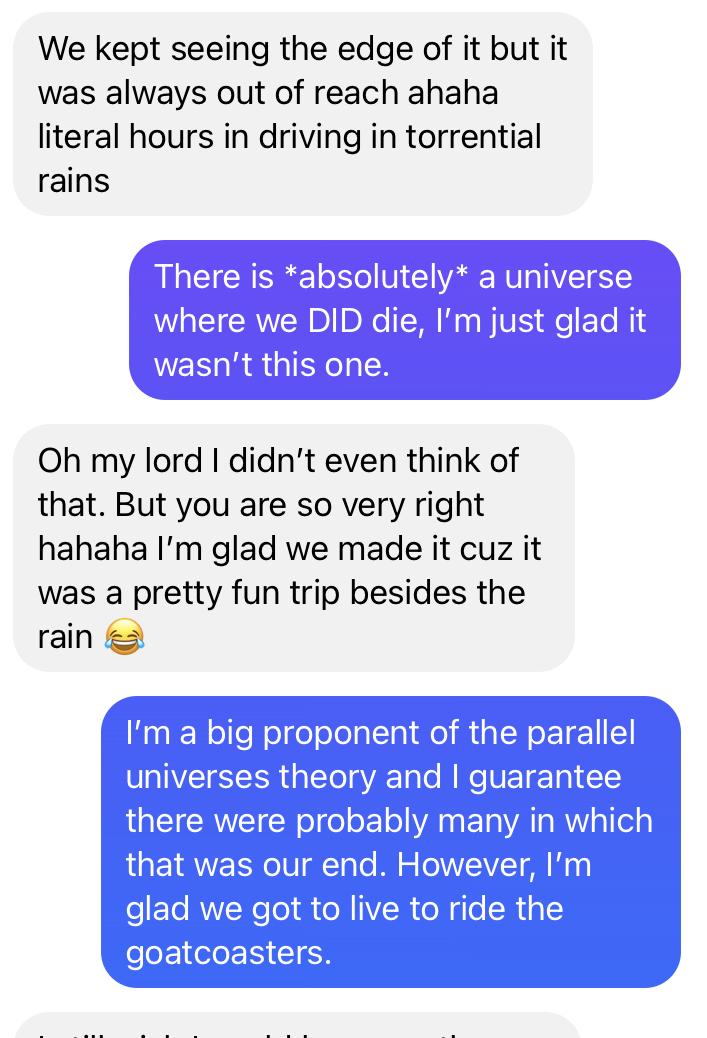 We kept seeing the edge of it but it
was always out of reach ahaha
literal hours in driving in torrential
rains
There is *absolutely* a universe
where we DID die, I’m just glad it
wasn’t this one.
Oh my lord I didn’t even think of
that. But you are so very right
hahaha I’m glad we made it cuz it
was a pretty fun trip besides the
rain 😂
I’m a big proponent of the parallel
universes theory and I guarantee
there were probably many in which
that was our end. However, I’m
glad we got to live to ride the
goatcoasters.